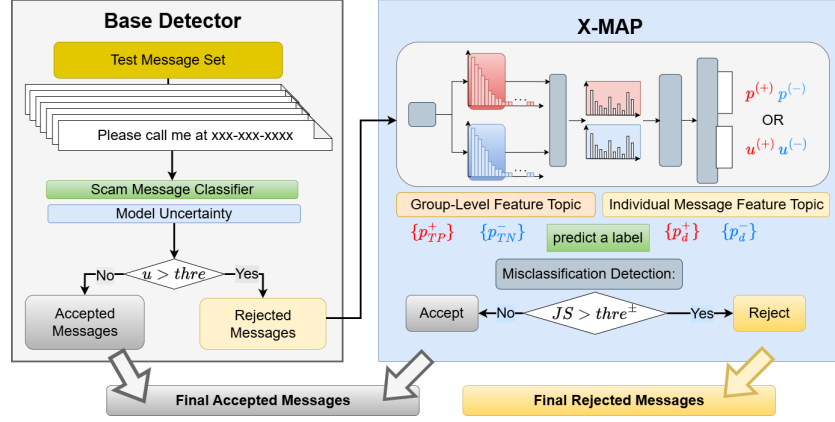 Base Detector
Test Message Set
Please call me at xxx-xxx-xxxx
Scam Message Classifier
Model Uncertainty
u > thre
No
Yes
Accepted
Messages
Rejected
Messages
X-MAP
...
...
p^{(+)} p^{(−)}
OR
u^{(+)} u^{(−)}
Group-Level Feature Topic
Individual Message Feature Topic
{p^{+}_{TP}}
{p^{−}_{TN}}
predict a label
{p^{+}_{d}}
{p^{−}_{d}}
Misclassification Detection:
Accept
No
JS > thre^{±}
Yes
Reject
Final Accepted Messages
Final Rejected Messages